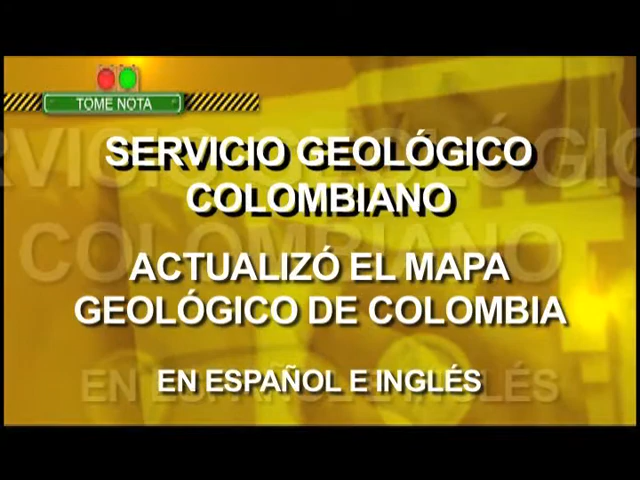 TOME NOTA
SERVICIO GEOLÓGICO
COLOMBIANO
ACTUALIZÓ EL MAPA
GEOLÓGICO DE COLOMBIA
EN ESPAÑOL E INGLÉS